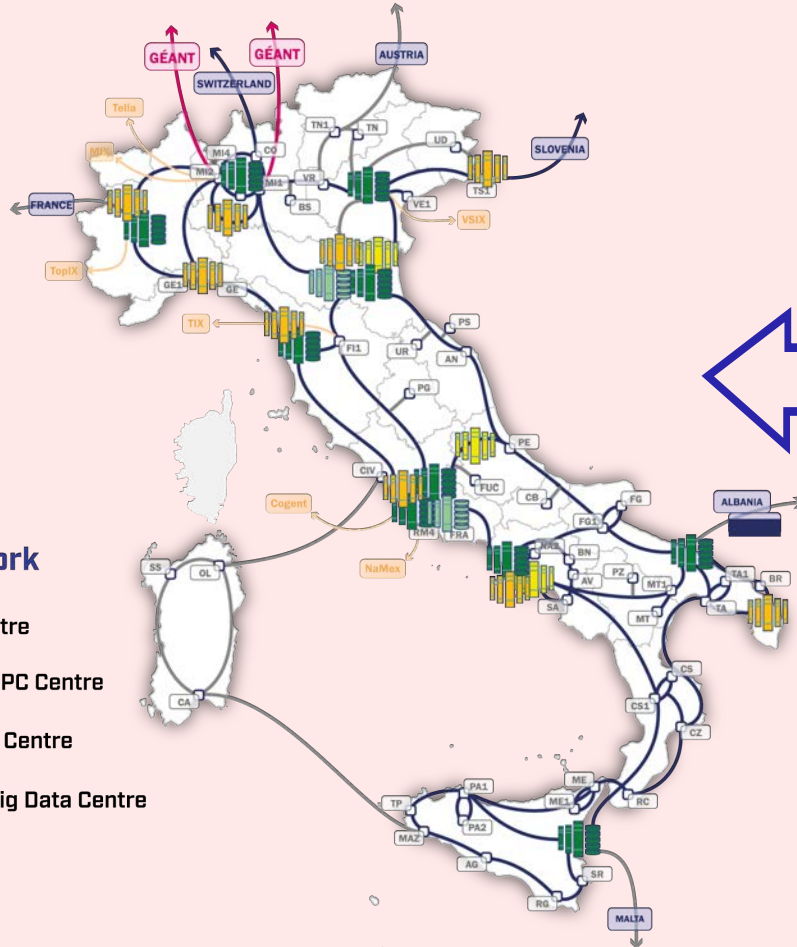 GÉANT
GÉANT
SWITZERLAND
AUSTRIA
Telia
MIX
MI4
CO
TN1
TN
UD
SLOVENIA
MI2
MI1
VR
TS1
BS
VE1
VSIX
FRANCE
TopIX
GE1
GE
TIX
FI1
PS
UR
AN
PG
PE
CIV
FUC
CB
FG
FG1
ALBANIA
Cogent
RM4
FRA
NaMex
BN
AV
PZ
MT1
TA1
BR
SA
MT
TA
SS
OL
CA
CS
CS1
CZ
ork
tre
PC Centre
Centre
ig Data Centre
TP
PA1
ME
ME1
RC
PA2
MAZ
AG
SR
RG
MALTA